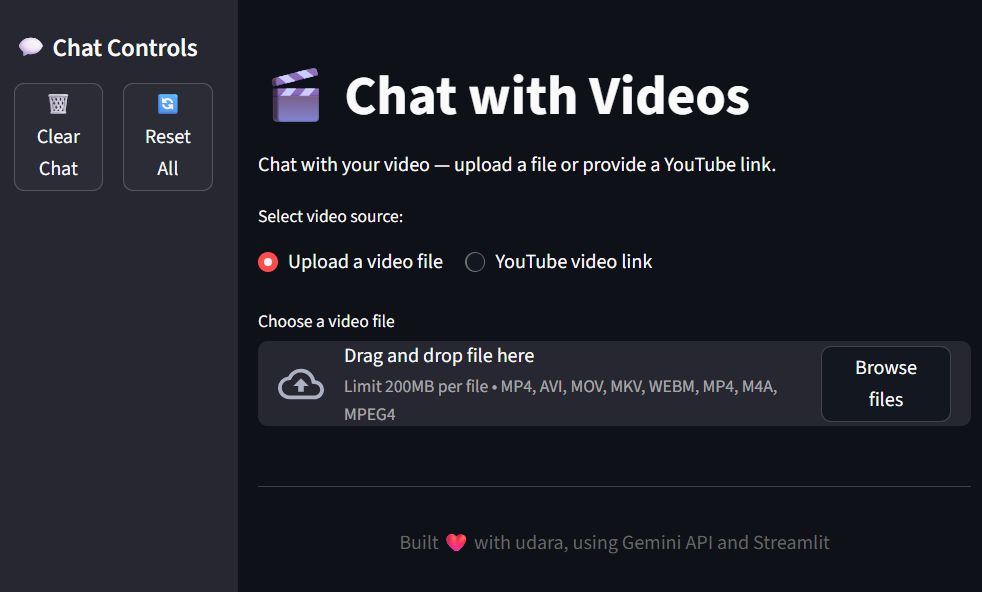 Chat Controls
Clear
Chat
Reset
All
Chat with Videos
Chat with your video — upload a file or provide a YouTube link.
Select video source:
Upload a video file
YouTube video link
Choose a video file
Drag and drop file here
Limit 200MB per file • MP4, AVI, MOV, MKV, WEBM, MP4, M4A,
MPEG4
Browse
files
Built ❤️ with udara, using Gemini API and Streamlit